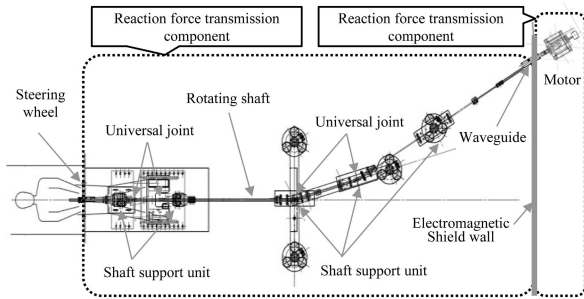 Reaction force transmission
component
Reaction force transmission
component
Steering
wheel
Rotating shaft
Motor
Universal joint
Universal joint
Waveguide
Electromagnetic
Shield wall
Shaft support unit
Shaft support unit